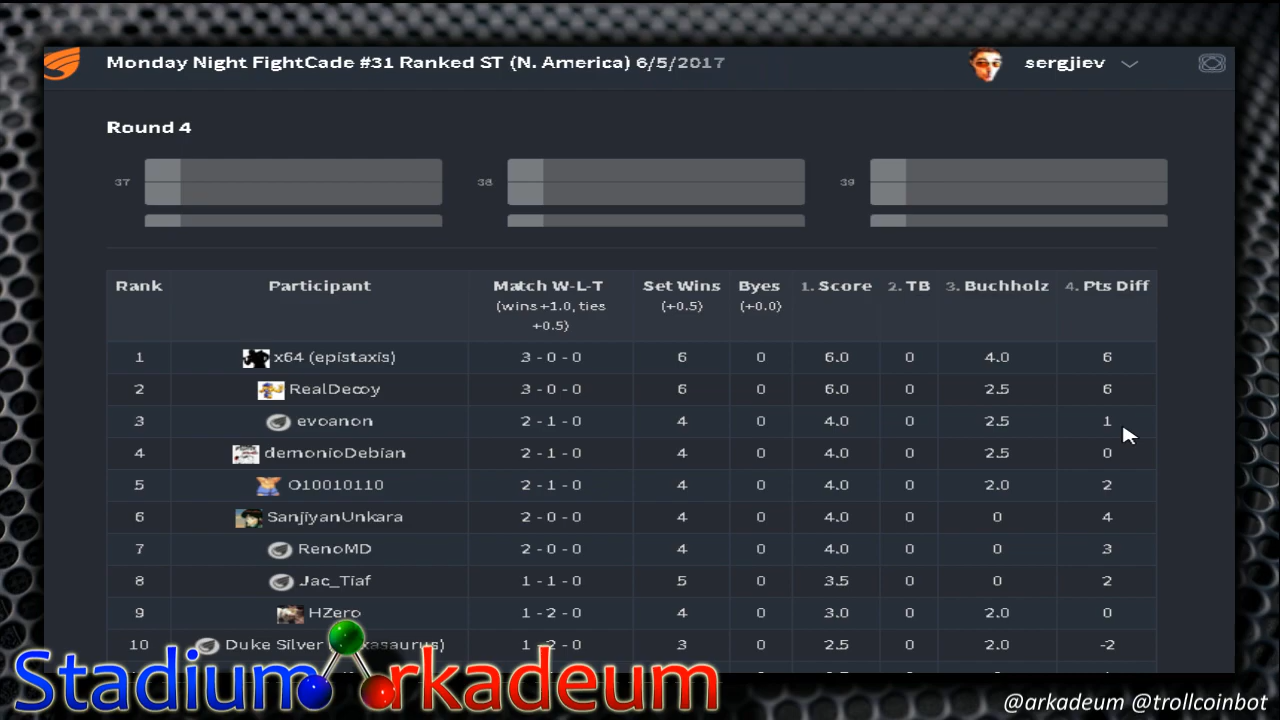 Monday Night FightCade #31 Ranked ST (N. America) 6/5/2017
sergjiev
Round 4
37 38 39
Rank Participant Match W-L-T Set Wins Byes 1. Score 2. TB 3. Buchholz 4. Pts Diff
(wins +1.0, ties (+0.5) (+0.0)
+0.5)
1 x64 (epistaxis) 3 - 0 - 0 6 0 6.0 0 4.0 6
2 RealDecoy 3 - 0 - 0 6 0 6.0 0 2.5 6
3 evoanon 2 - 1 - 0 4 0 4.0 0 2.5 1
4 demonioDebian 2 - 1 - 0 4 0 4.0 0 2.5 0
5 O10010110 2 - 1 - 0 4 0 4.0 0 2.0 2
6 SanjiyanUnkara 2 - 0 - 0 4 0 4.0 0 0 4
7 RenoMD 2 - 0 - 0 4 0 4.0 0 0 3
8 Jac_Tiaf 1 - 1 - 0 5 0 3.5 0 0 2
9 HZero 1 - 2 - 0 4 0 3.0 0 2.0 0
10 Duke Silver 1 - 2 - 0 3 0 2.5 0 2.0 -2
Stadium Arkadeum
@arkadeum @trollcoinbot